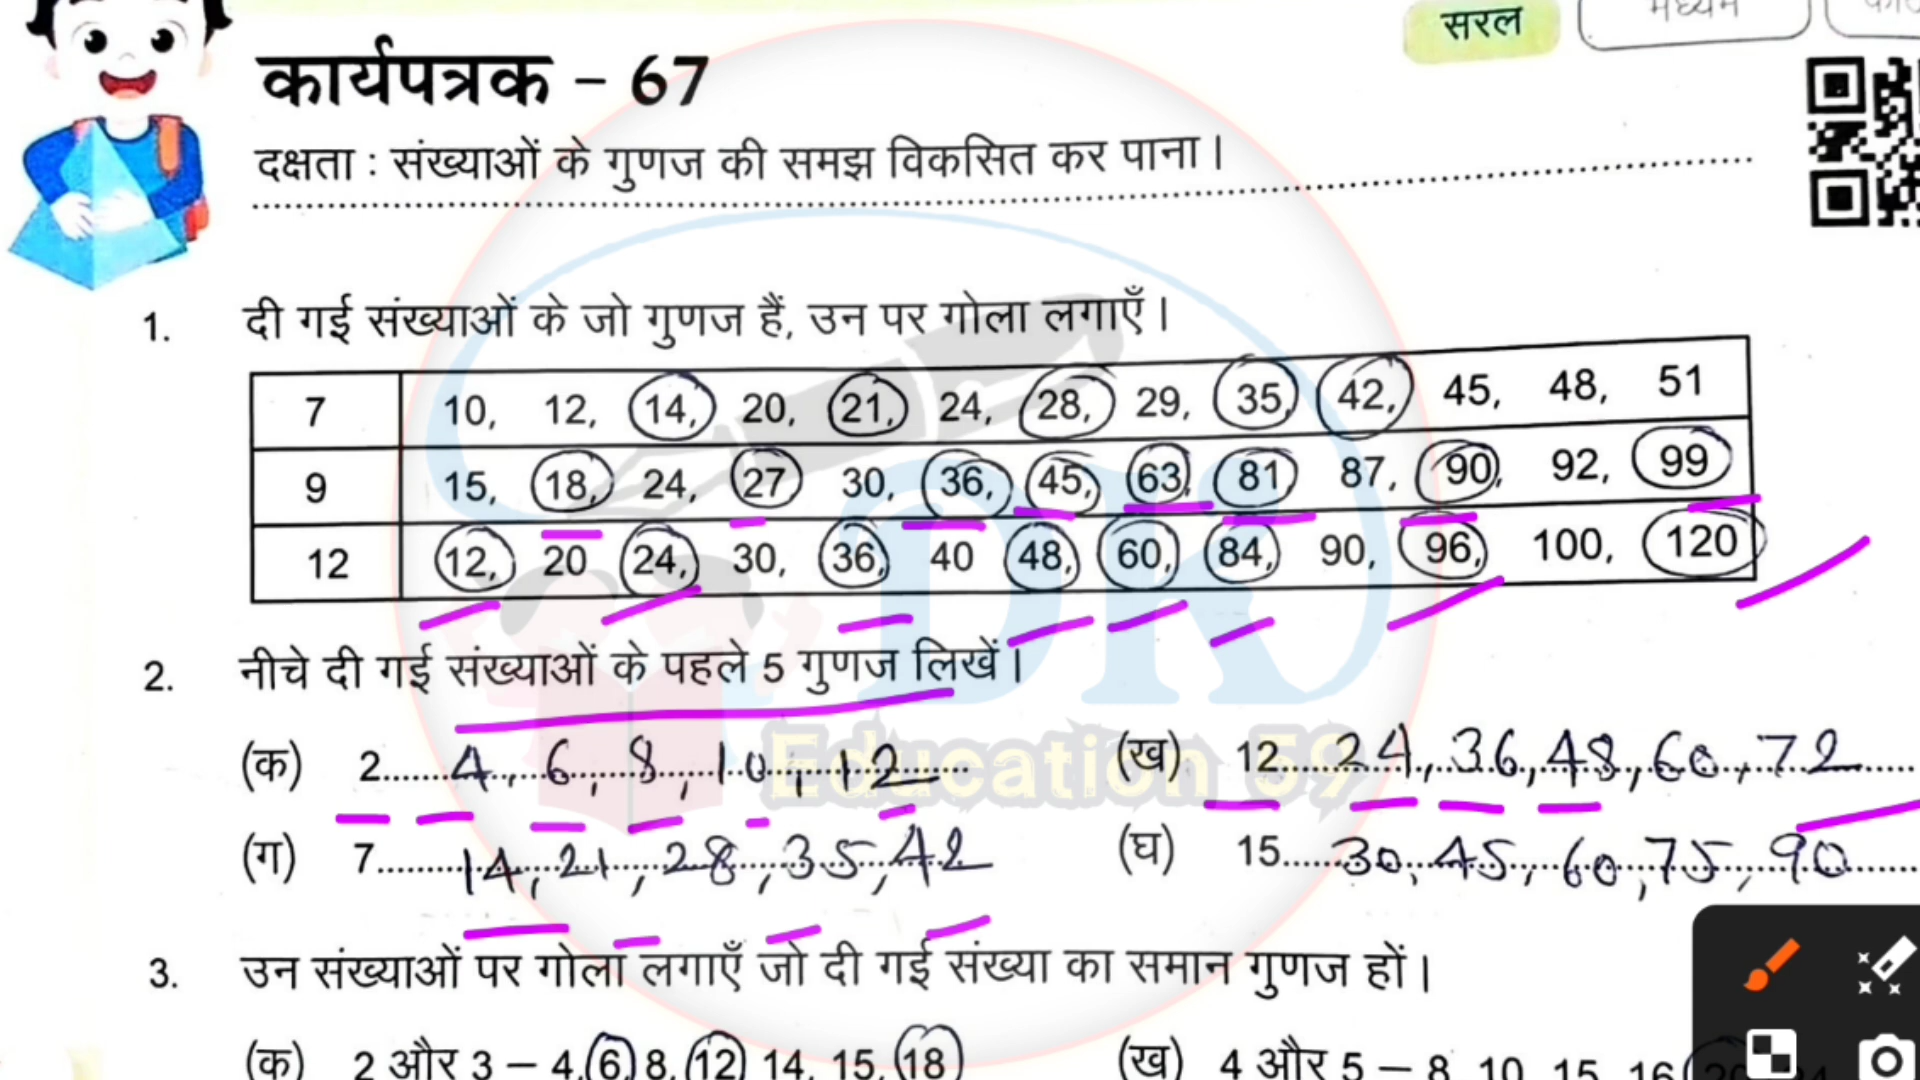 सरल
मध्यम
कार्यपत्रक – 67
दक्षता : संख्याओं के गुणज की समझ विकसित कर पाना।
1. दी गई संख्याओं के जो गुणज हैं, उन पर गोला लगाएँ।
7 10, 12, 14, 20, 21, 24, 28, 29, 35, 42, 45, 48, 51
9 15, 18, 24, 27 30, 36, 45, 63, 81 87, 90, 92, 99
12 12, 20 24, 30, 36, 40 48, 60, 84, 90, 96, 100, 120
2. नीचे दी गई संख्याओं के पहले 5 गुणज लिखें।
(क) 2.......4, 6, 8, 10, 12
(ख) 12.....24, 36, 48, 60, 72
(ग) 7........14, 21, 28, 35, 42
(घ) 15.....30, 45, 60, 75, 90
3. उन संख्याओं पर गोला लगाएँ जो दी गई संख्या का समान गुणज हों।
(क) 2 और 3 – 4, 6, 8, 12 14, 15, 18
(ख) 4 और 5 – 8, 10, 15, 16
DK
Education 59